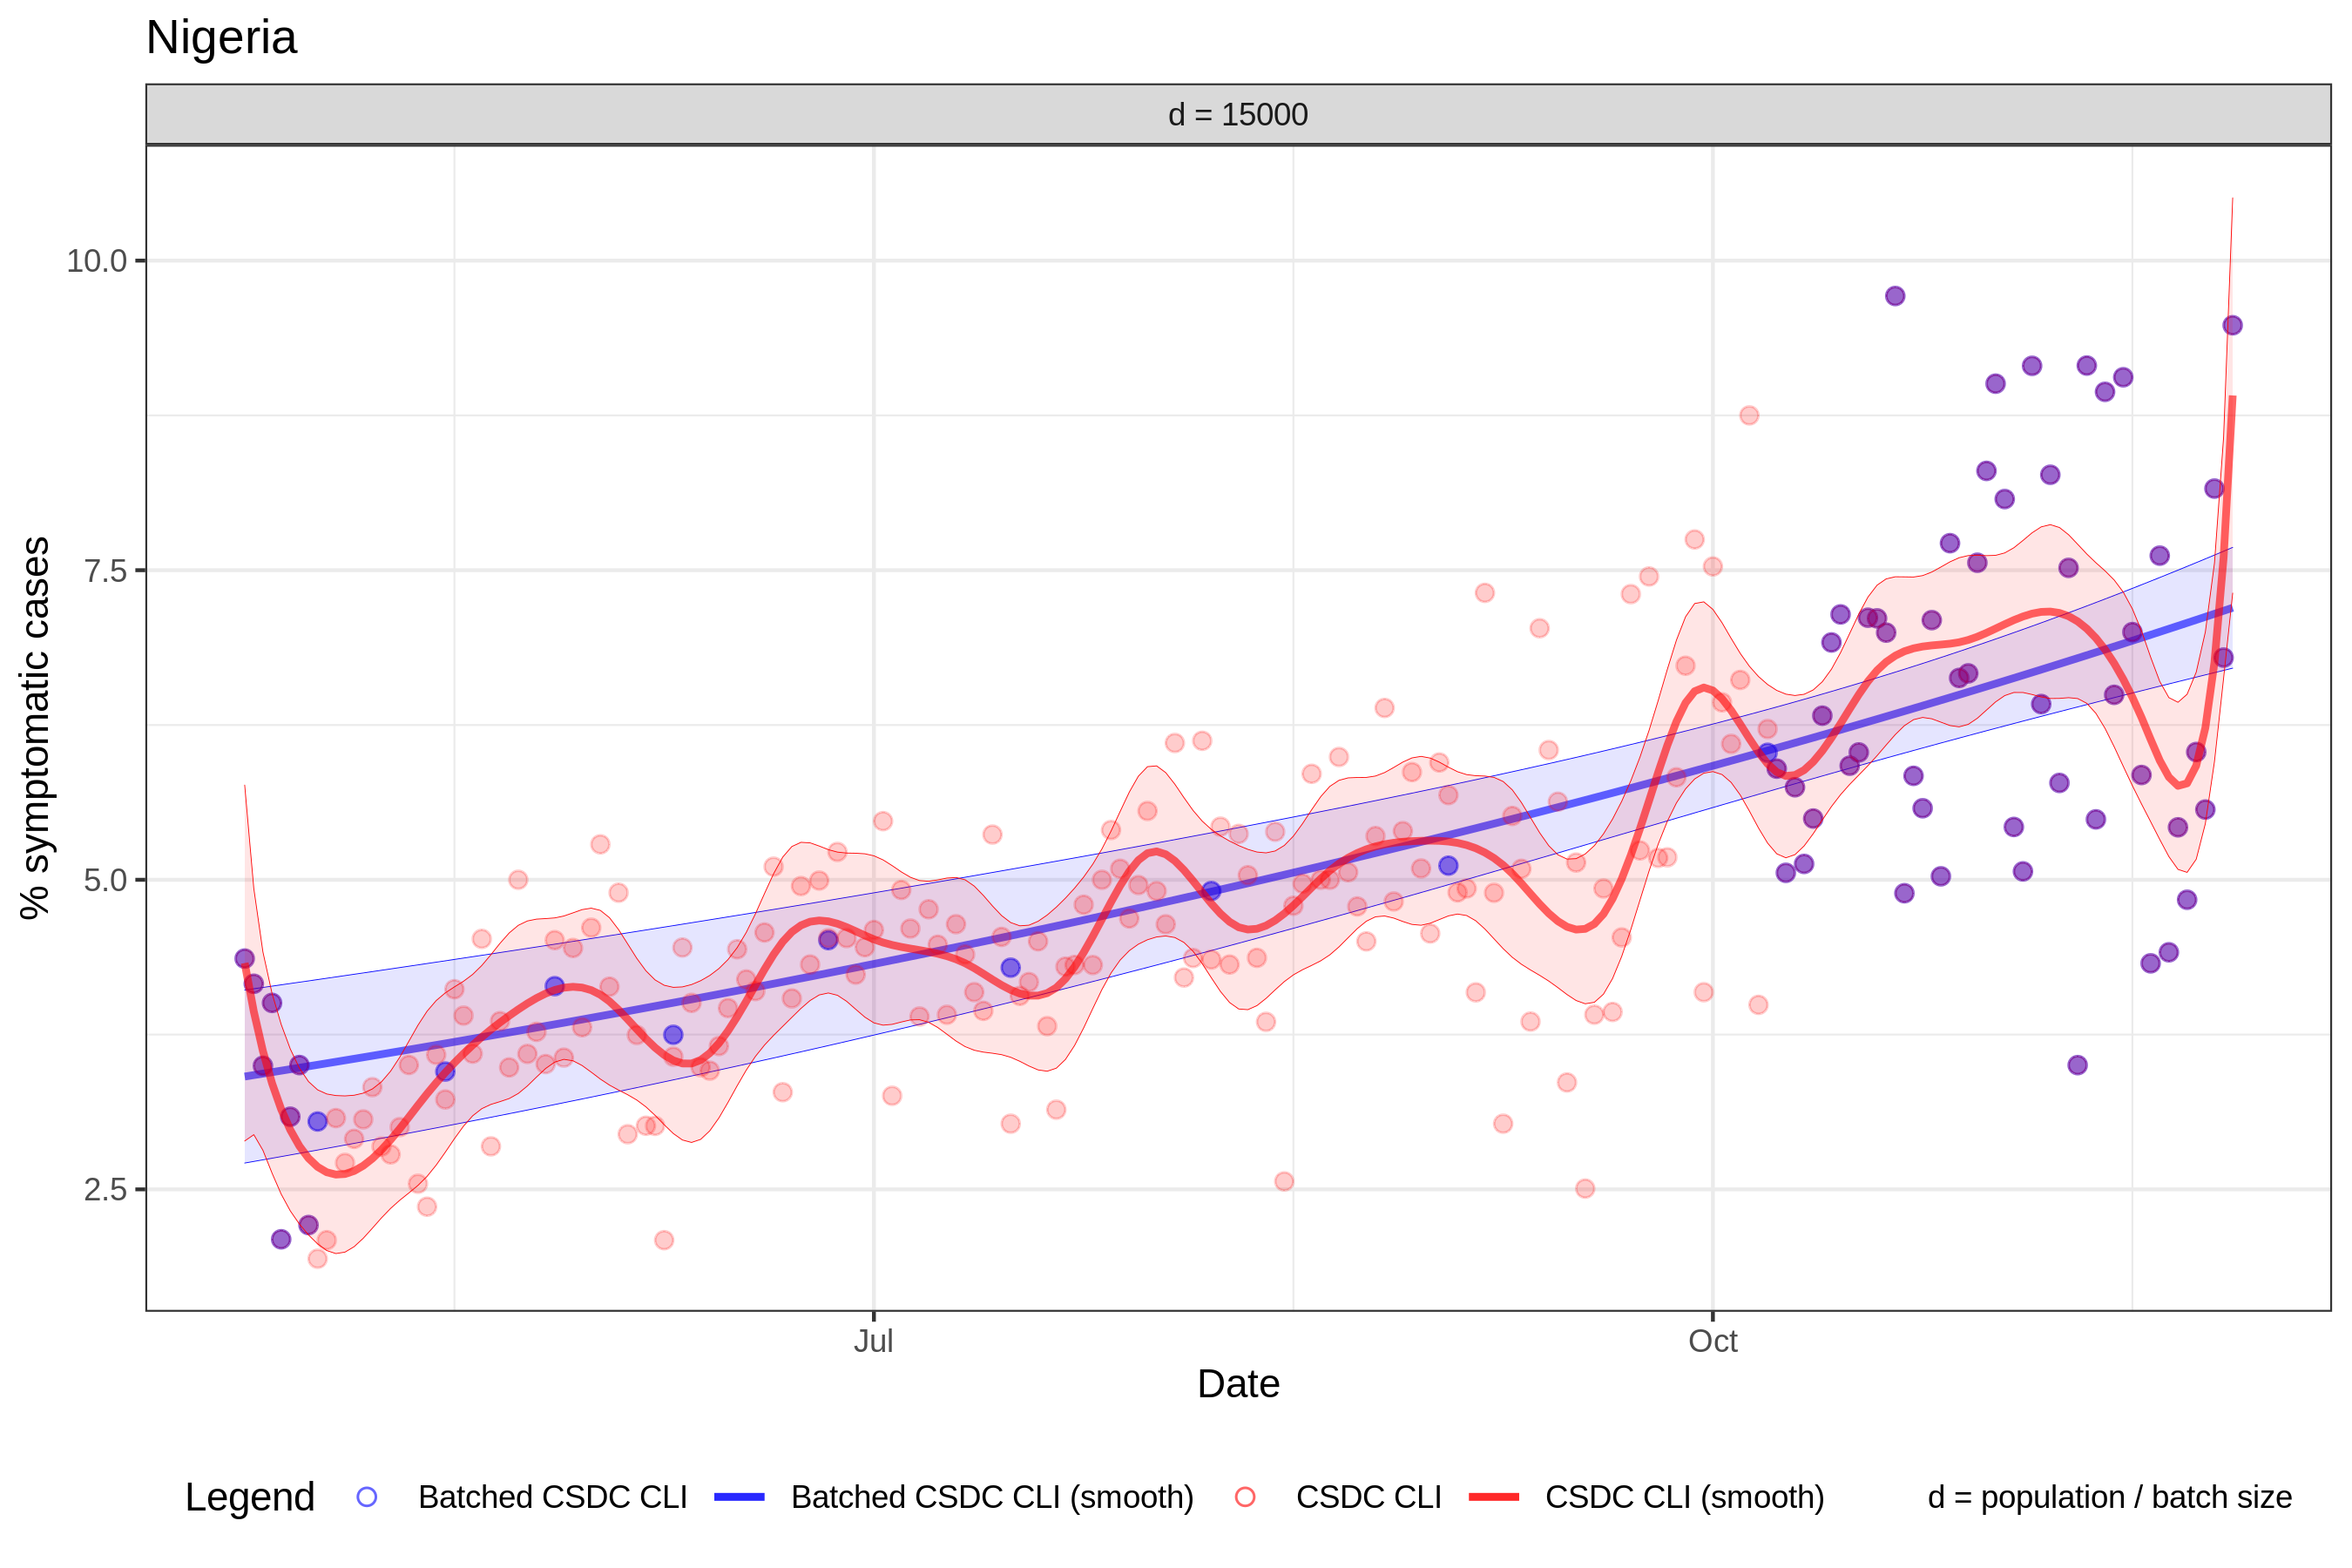 Nigeria
d = 15000
10.0
7.5
5.0
2.5
% symptomatic cases
Jul
Oct
Date
Legend Batched CSDC CLI Batched CSDC CLI (smooth) CSDC CLI CSDC CLI (smooth) d = population / batch size